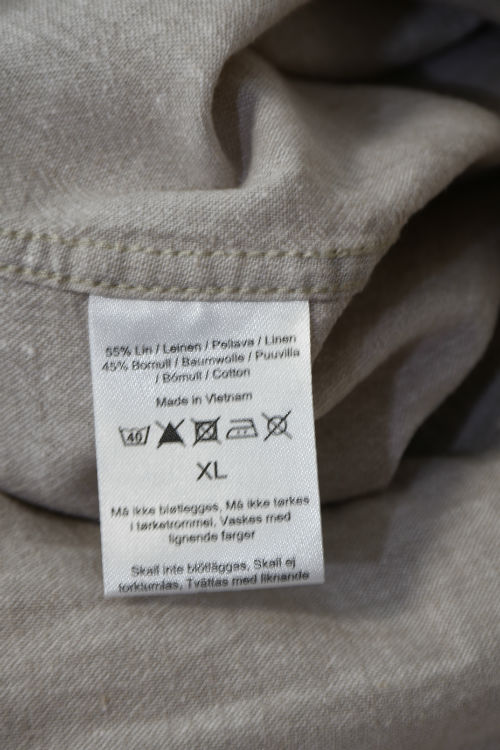 55% Lin / Leinen / Pellava / Linen
45% Bomull / Baumwolle / Puuvilla
/ Bómull / Cotton
Made in Vietnam
40
XL
Må ikke bløtlegges, Må ikke tørkes
i tørketrommel, Vaskes med
lignende farger
Skall inte blötläggas, Skall ej
torktumlas, Tvättas med liknande